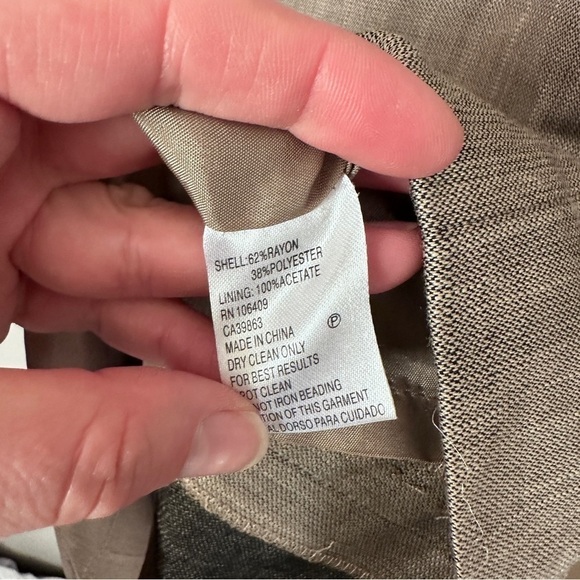 SHELL:62%RAYON
38%POLYESTER
LINING: 100%ACETATE
RN 106409
CA39863
MADE IN CHINA
DRY CLEAN ONLY
FOR BEST RESULTS
CLEAN
NOT IRON BEADING
OF THIS GARMENT
DORSO PARA CUIDADO
P